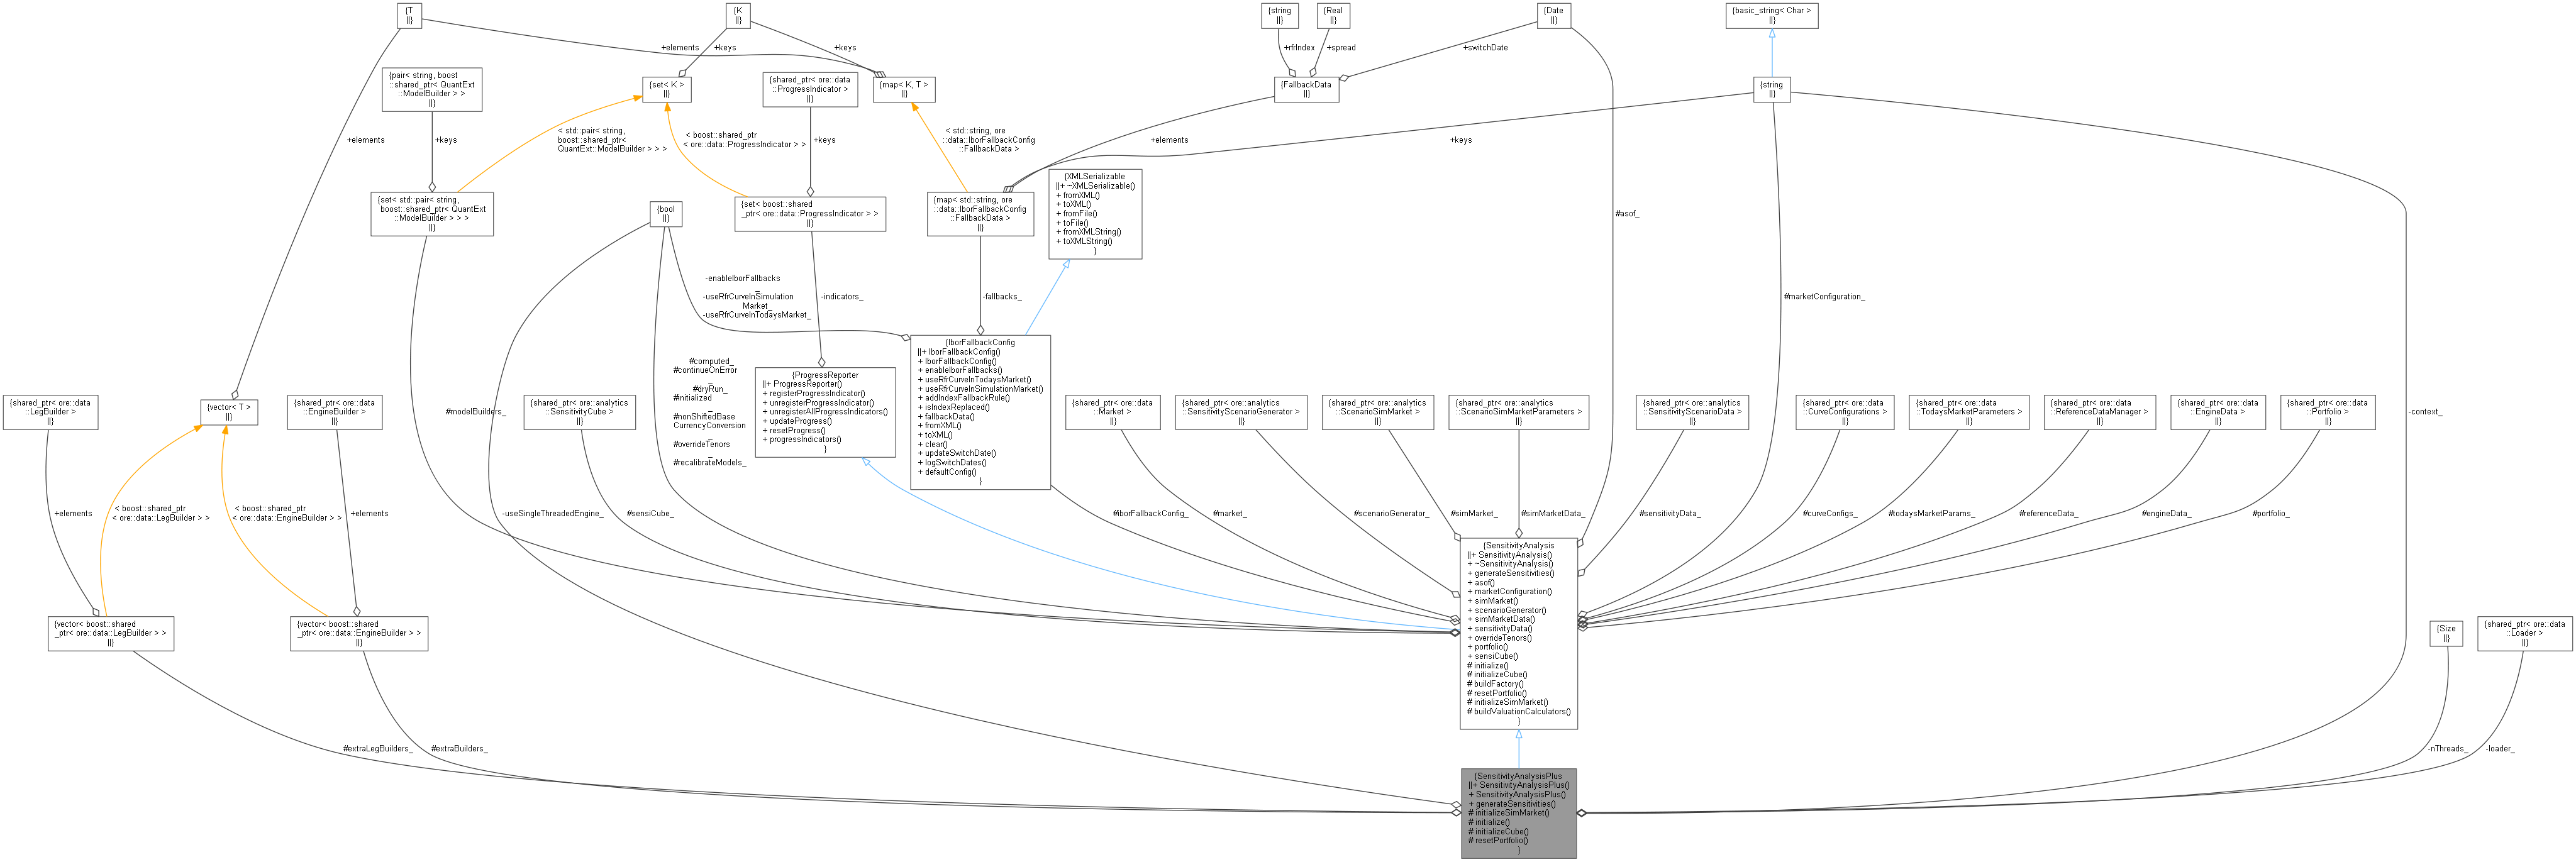 {T
||}
{K
||}
{string
||}
{Real
||}
{Date
||}
{basic_string< Char >
||}
+elements
+keys
+keys
+rfrIndex
+spread
+switchDate
{pair< string, boost
::shared_ptr< QuantExt
::ModelBuilder > >
||}
{set< K >
||}
{shared_ptr< ore::data
::ProgressIndicator >
||}
{map< K, T >
||}
{FallbackData
||}
{string
||}
+elements
+keys
< std::pair< string,
boost::shared_ptr<
QuantExt::ModelBuilder > > >
< boost::shared_ptr
< ore::data::ProgressIndicator > >
+keys
< std::string, ore
::data::IborFallbackConfig
::FallbackData >
+elements
+keys
{XMLSerializable
||+ ~XMLSerializable()
+ fromXML()
+ toXML()
+ fromFile()
+ toFile()
+ fromXMLString()
+ toXMLString()
}
{set< std::pair< string,
boost::shared_ptr< QuantExt
::ModelBuilder > > >
||}
{bool
||}
{set< boost::shared
_ptr< ore::data::ProgressIndicator > >
||}
{map< std::string, ore
::data::IborFallbackConfig
::FallbackData >
||}
#asof_
-enableIborFallbacks
_
-useRfrCurveInSimulation
Market_
-useRfrCurveInTodaysMarket_
-indicators_
-fallbacks_
#marketConfiguration_
{IborFallbackConfig
||+ IborFallbackConfig()
+ IborFallbackConfig()
+ enableIborFallbacks()
+ useRfrCurveInTodaysMarket()
+ useRfrCurveInSimulationMarket()
+ addIndexFallbackRule()
+ isIndexReplaced()
+ fallbackData()
+ fromXML()
+ toXML()
+ clear()
+ updateSwitchDate()
+ logSwitchDates()
+ defaultConfig()
}
#computed_
#continueOnError
_
#dryRun_
#initialized
_
#nonShiftedBase
CurrencyConversion
_
#overrideTenors
_
#recalibrateModels_
{ProgressReporter
||+ ProgressReporter()
+ registerProgressIndicator()
+ unregisterProgressIndicator()
+ unregisterAllProgressIndicators()
+ updateProgress()
+ resetProgress()
+ progressIndicators()
}
{shared_ptr< ore::data
::LegBuilder >
||}
{vector< T >
||}
{shared_ptr< ore::data
::EngineBuilder >
||}
#modelBuilders_
{shared_ptr< ore::analytics
::SensitivityCube >
||}
{shared_ptr< ore::data
::Market >
||}
{shared_ptr< ore::analytics
::SensitivityScenarioGenerator >
||}
{shared_ptr< ore::analytics
::ScenarioSimMarket >
||}
{shared_ptr< ore::analytics
::ScenarioSimMarketParameters >
||}
{shared_ptr< ore::analytics
::SensitivityScenarioData >
||}
{shared_ptr< ore::data
::CurveConfigurations >
||}
{shared_ptr< ore::data
::TodaysMarketParameters >
||}
{shared_ptr< ore::data
::ReferenceDataManager >
||}
{shared_ptr< ore::data
::EngineData >
||}
{shared_ptr< ore::data
::Portfolio >
||}
-context_
+elements
< boost::shared_ptr
< ore::data::LegBuilder > >
< boost::shared_ptr
< ore::data::EngineBuilder > >
+elements
-useSingleThreadedEngine_
#sensiCube_
#iborFallbackConfig_
#market_
#scenarioGenerator_
#simMarket_
#simMarketData_
#sensitivityData_
#curveConfigs_
#todaysMarketParams_
#referenceData_
#engineData_
#portfolio_
{SensitivityAnalysis
||+ SensitivityAnalysis()
+ ~SensitivityAnalysis()
+ generateSensitivities()
+ asof()
+ marketConfiguration()
+ simMarket()
+ scenarioGenerator()
+ simMarketData()
+ sensitivityData()
+ overrideTenors()
+ portfolio()
+ sensiCube()
# initialize()
# initializeCube()
# buildFactory()
# resetPortfolio()
# initializeSimMarket()
# buildValuationCalculators()
}
{vector< boost::shared
_ptr< ore::data::LegBuilder > >
||}
{vector< boost::shared
_ptr< ore::data::EngineBuilder > >
||}
{Size
||}
{shared_ptr< ore::data
::Loader >
||}
#extraLegBuilders_
#extraBuilders_
-nThreads_
-loader_
{SensitivityAnalysisPlus
||+ SensitivityAnalysisPlus()
+ SensitivityAnalysisPlus()
+ generateSensitivities()
# initializeSimMarket()
# initialize()
# initializeCube()
# resetPortfolio()
}